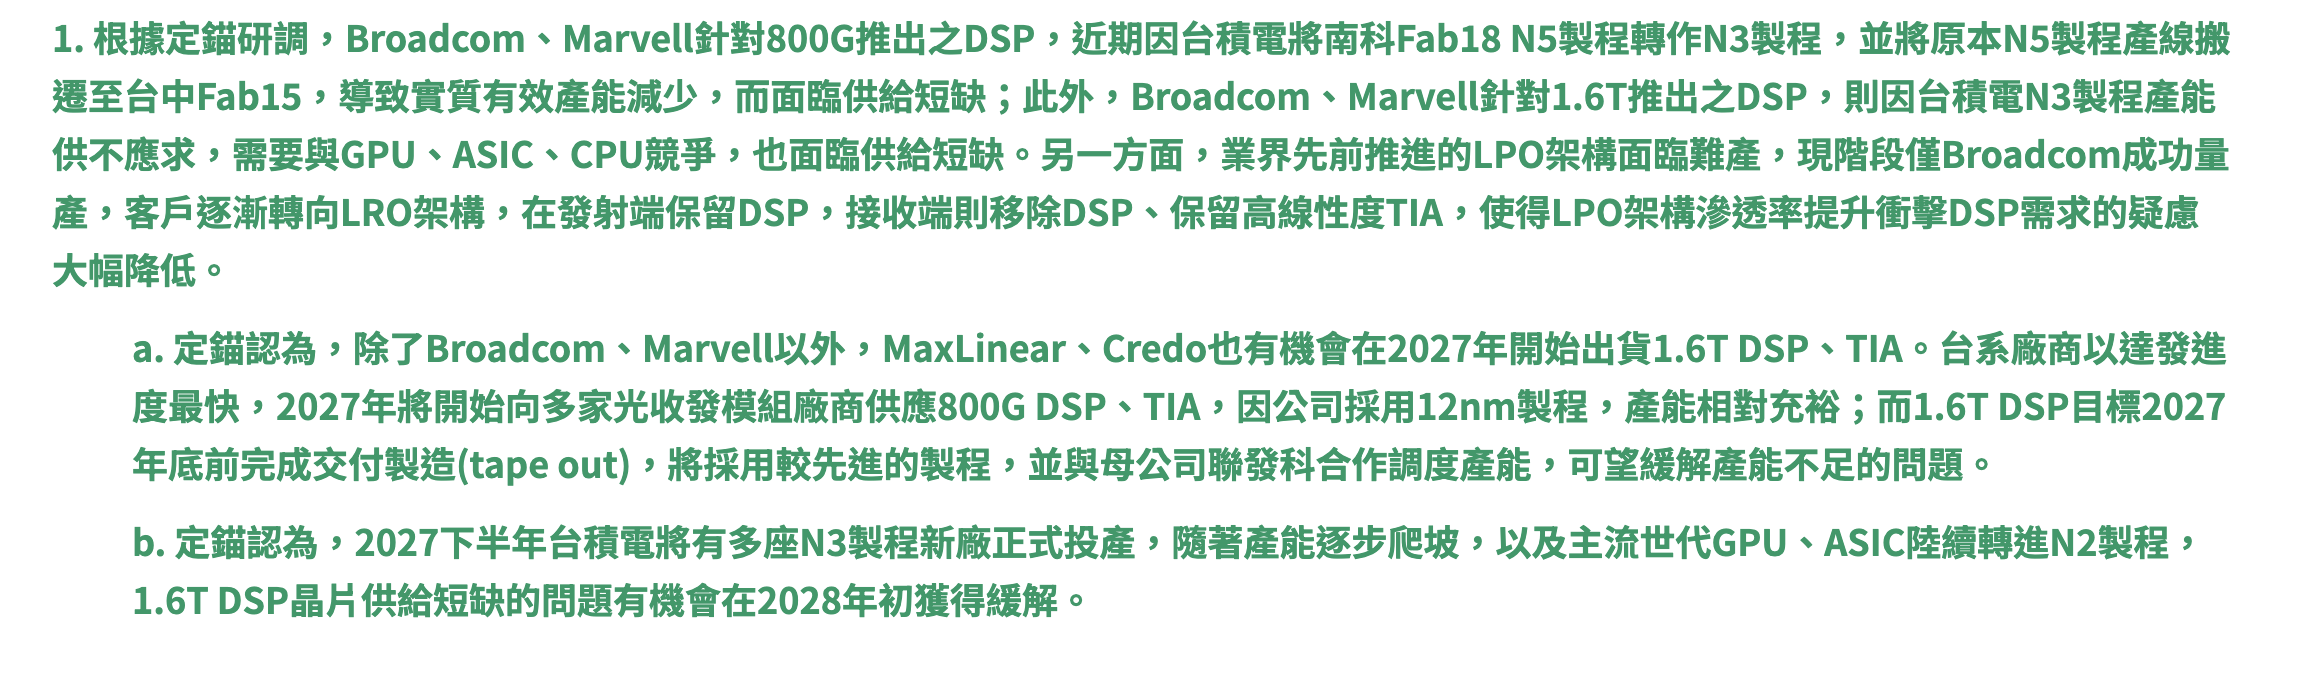 1. 根據定錨研調，Broadcom、Marvell針對800G推出之DSP，近期因台積電將南科Fab18 N5製程轉作N3製程，並將原本N5製程產線搬
遷至台中Fab15，導致實質有效產能減少，而面臨供給短缺；此外，Broadcom、Marvell針對1.6T推出之DSP，則因台積電N3製程產能
供不應求，需要與GPU、ASIC、CPU競爭，也面臨供給短缺。另一方面，業界先前推進的LPO架構面臨難產，現階段僅Broadcom成功量
產，客戶逐漸轉向LRO架構，在發射端保留DSP，接收端則移除DSP、保留高線性度TIA，使得LPO架構滲透率提升衝擊DSP需求的疑慮
大幅降低。
a. 定錨認為，除了Broadcom、Marvell以外，MaxLinear、Credo也有機會在2027年開始出貨1.6T DSP、TIA。台系廠商以達發進
度最快，2027年將開始向多家光收發模組廠商供應800G DSP、TIA，因公司採用12nm製程，產能相對充裕；而1.6T DSP目標2027
年底前完成交付製造(tape out)，將採用較先進的製程，並與母公司聯發科合作調度產能，可望緩解產能不足的問題。
b. 定錨認為，2027下半年台積電將有多座N3製程新廠正式投產，隨著產能逐步爬坡，以及主流世代GPU、ASIC陸續轉進N2製程，
1.6T DSP晶片供給短缺的問題有機會在2028年初獲得緩解。